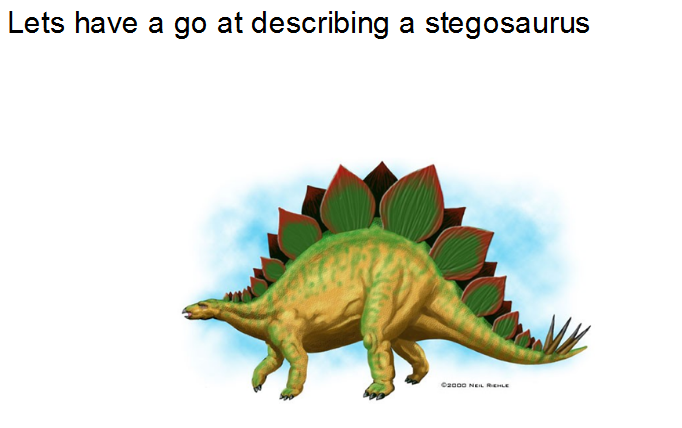 Lets have a go at describing a stegosaurus
©2000 Neil Riehle